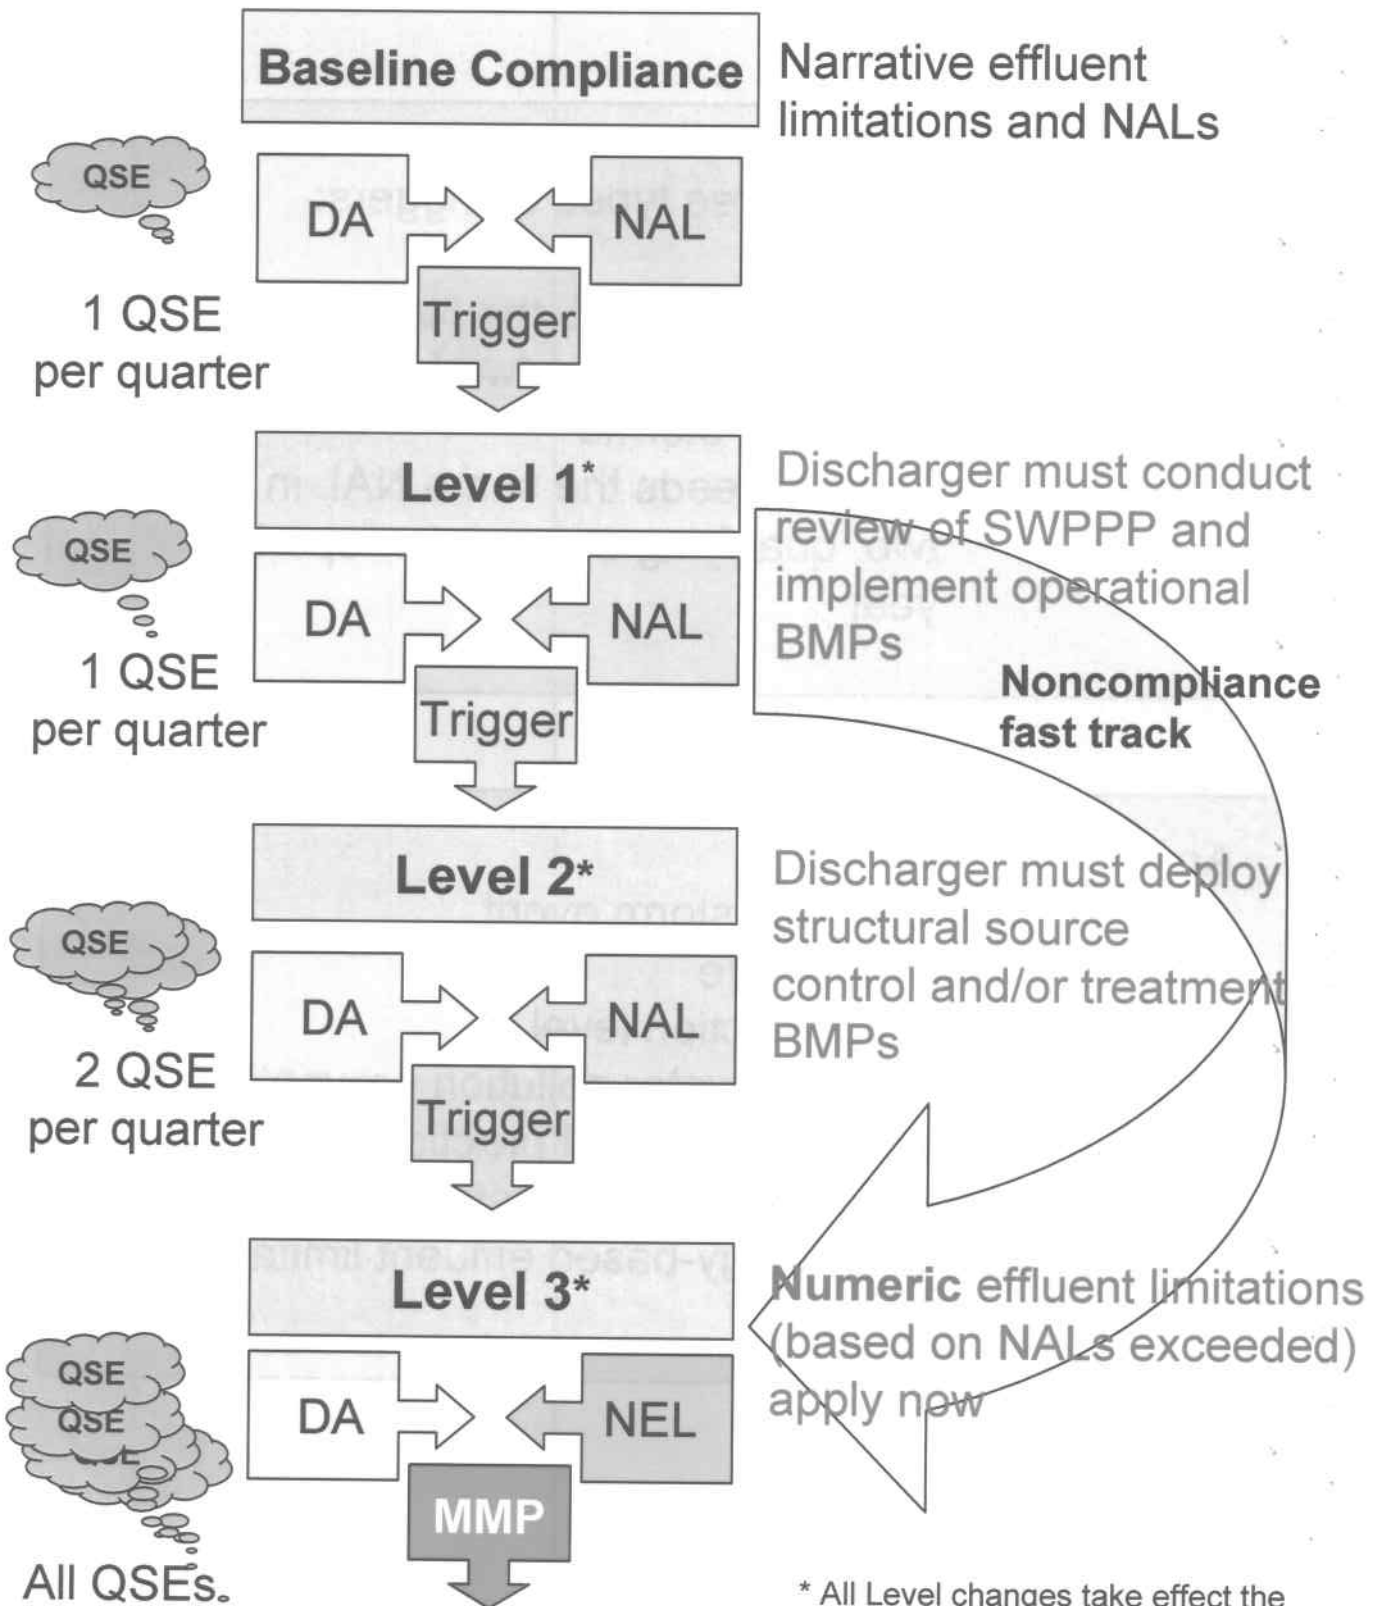 Baseline Compliance
Narrative effluent
limitations and NALs
QSE
DA
NAL
1 QSE
per quarter
Trigger
Level 1*
Discharger must conduct
review of SWPPP and
implement operational
BMPs
QSE
DA
NAL
1 QSE
per quarter
Trigger
Noncompliance
fast track
Level 2*
Discharger must deploy
structural source
control and/or treatment
BMPs
QSE
DA
NAL
2 QSE
per quarter
Trigger
Level 3*
Numeric effluent limitations
(based on NALs exceeded)
apply now
QSE
QSE
DA
NEL
MMP
All QSEs.
* All Level changes take effect the